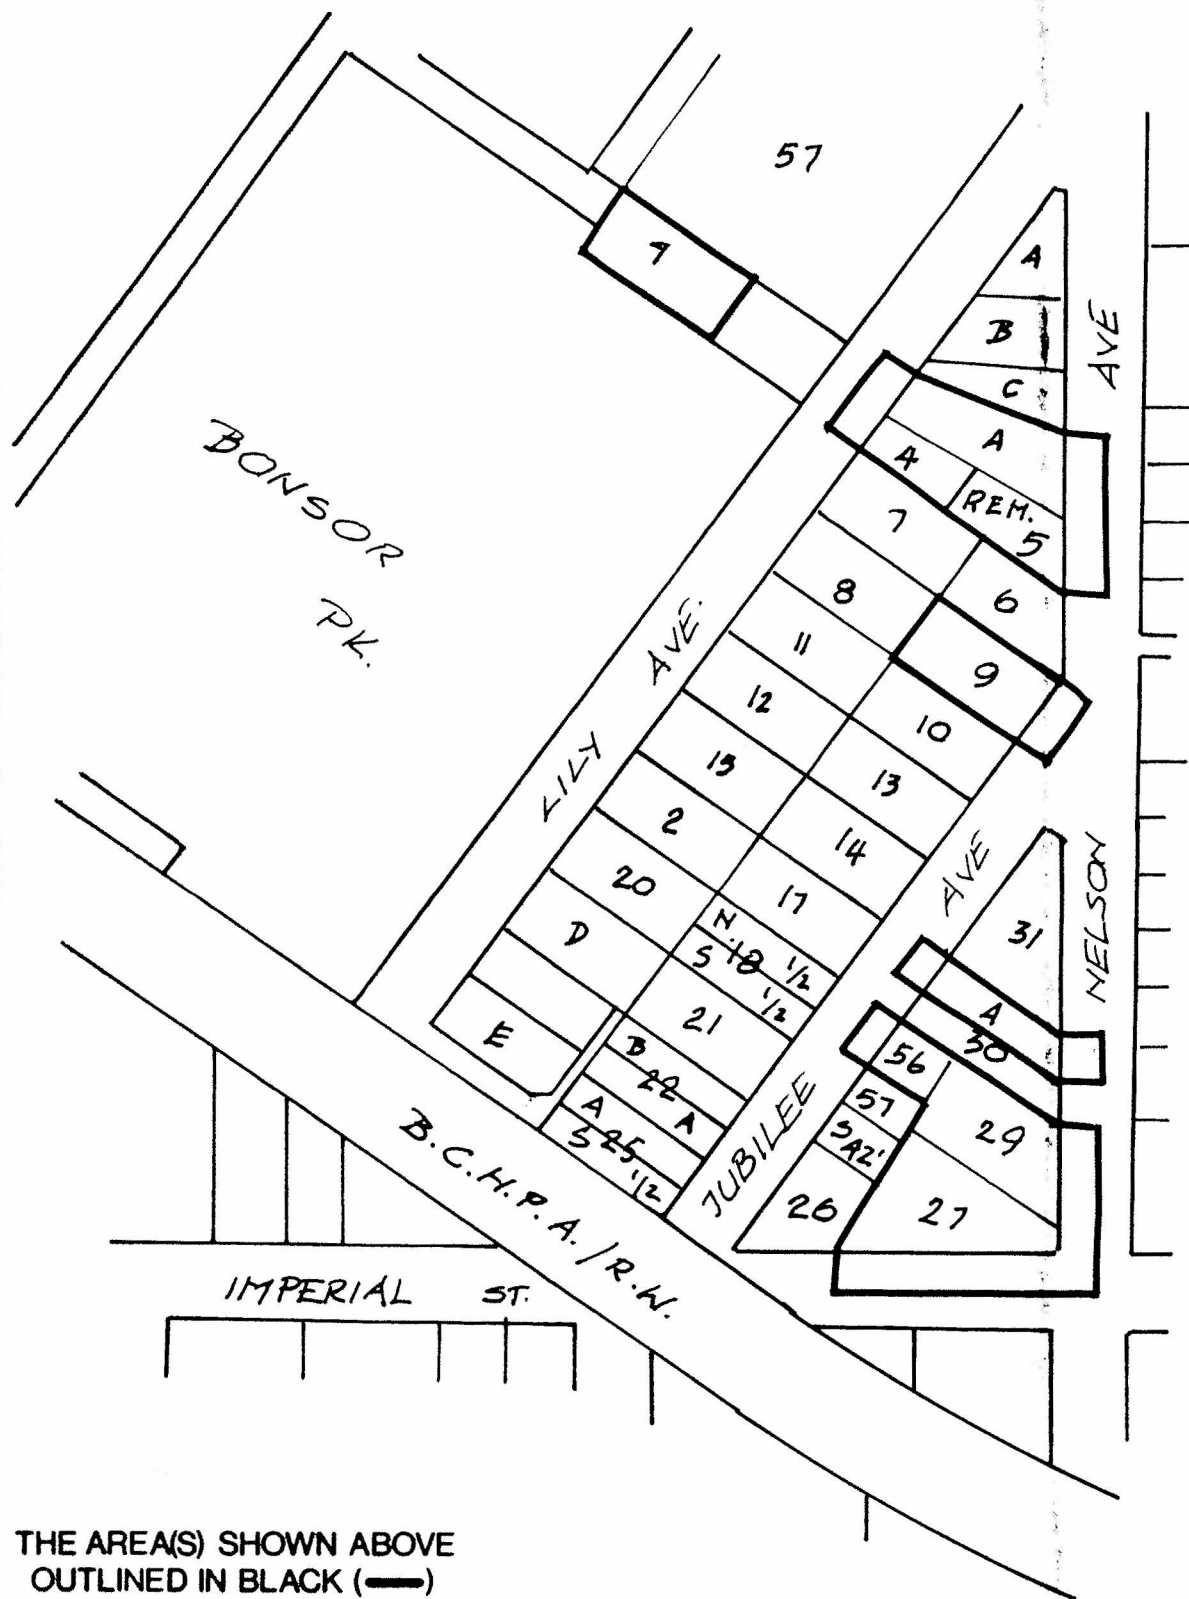 57
4
A
B
AVE
C
A
4
REM.
5
BONSOR
PK.
7
6
8
9
11
LILY AVE.
12
10
15
13
2
14
20
17
JUBILEE AVE
NELSON
31
N. 1/2
18
S 1/2
D
21
A
30
E
B
22
A
56
57
A
S 25 1/2
29
26
27
B.C.H.P.A./R.W.
IMPERIAL ST.
THE AREA(S) SHOWN ABOVE
OUTLINED IN BLACK (━)